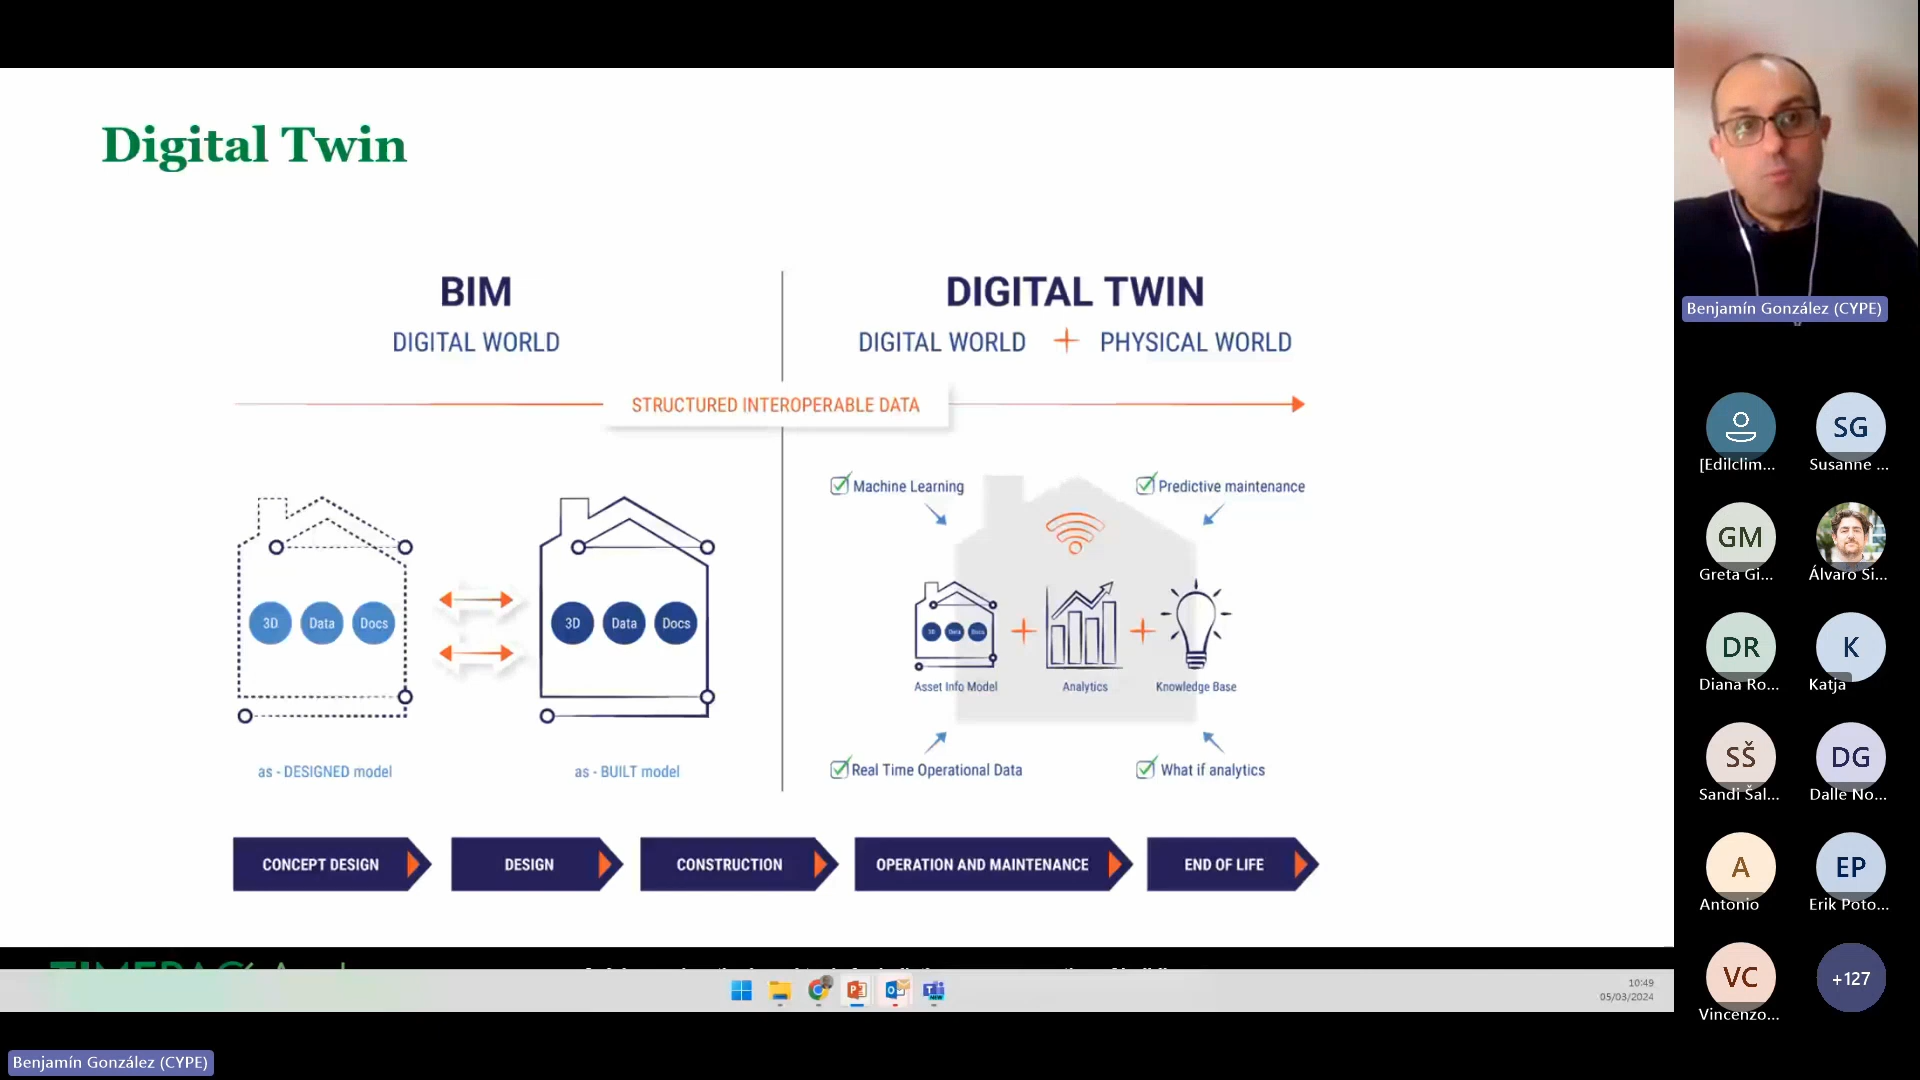 Digital Twin
BIM
DIGITAL WORLD
DIGITAL TWIN
DIGITAL WORLD + PHYSICAL WORLD
STRUCTURED INTEROPERABLE DATA
3D Data Docs
as - DESIGNED model
3D Data Docs
as - BUILT model
Machine Learning
Predictive maintenance
3D Data Docs
Asset Info Model
+
Analytics
+
Knowledge Base
Real Time Operational Data
What if analytics
CONCEPT DESIGN
DESIGN
CONSTRUCTION
OPERATION AND MAINTENANCE
END OF LIFE
10:49
05/03/2024
Benjamín González (CYPE)
Benjamín González (CYPE)
[Edilclim...
SG
Susanne ...
GM
Greta Gi...
Álvaro Si...
DR
Diana Ro...
K
Katja
SŠ
Sandi Šal...
DG
Dalle No...
A
Antonio
EP
Erik Poto...
VC
Vincenzo...
+127